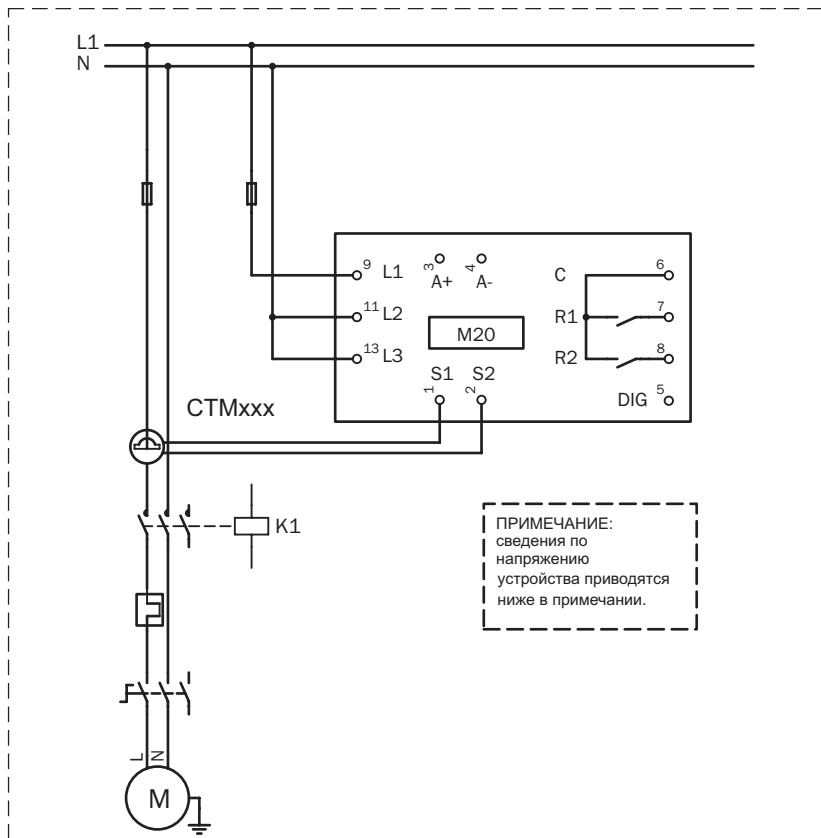 L1
N
9 L1
3 A+
4 A-
C 6
11 L2
M20
R1 7
13 L3
R2 8
S1 S2
1 2
DIG 5
CTMxxx
K1
ПРИМЕЧАНИЕ:
сведения по
напряжению
устройства приводятся
ниже в примечании.
L N
M